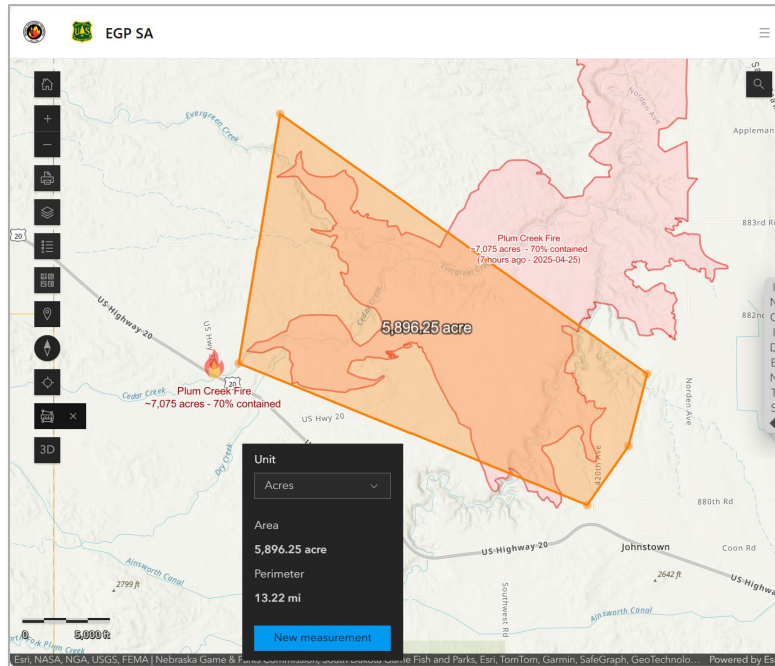 EGP SA
Norden Ave
Evergreen Creek
Appleman
883rd R
20
Plum Creek Fire
~7,075 acres - 70% contained
(7 hours ago - 2025-04-25)
Evergreen Creek
Cedar Creek
US Highway 20
US Hwy
882nd
5,896.25 acre
20
Plum Creek Fire
~7,075 acres - 70% contained
Cedar Creek
Norden Ave
3D
US Hwy 20
Dry Creek
420th Ave
Unit
Acres
Area
5,896.25 acre
Perimeter
13.22 mi
New measurement
880th Rd
US Highway 20
Johnstown
Coon Rd
Ainsworth Canal
2799 ft
2642 ft
US-Highway
Southwest Rd
Ainsworth Canal
0 5,000 ft
Fork Plum Creek
Esri, NASA, NGA, USGS, FEMA | Nebraska Game & Parks Commission, South Dakota Game Fish and Parks, Esri, TomTom, Garmin, SafeGraph, GeoTechnolo... Powered by E